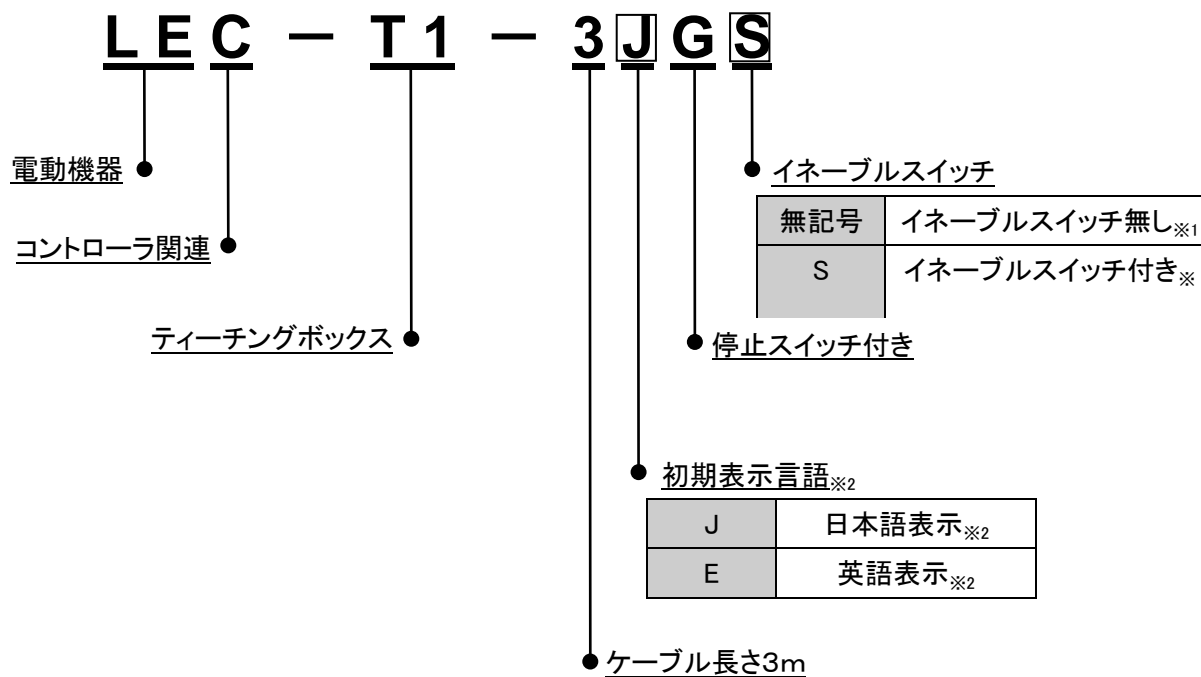 LEC－T1－3JGS
電動機器
イネーブルスイッチ
無記号 イネーブルスイッチ無し※1
コントローラ関連
S イネーブルスイッチ付き※
ティーチングボックス
停止スイッチ付き
初期表示言語※2
J 日本語表示※2
E 英語表示※2
ケーブル長さ3m